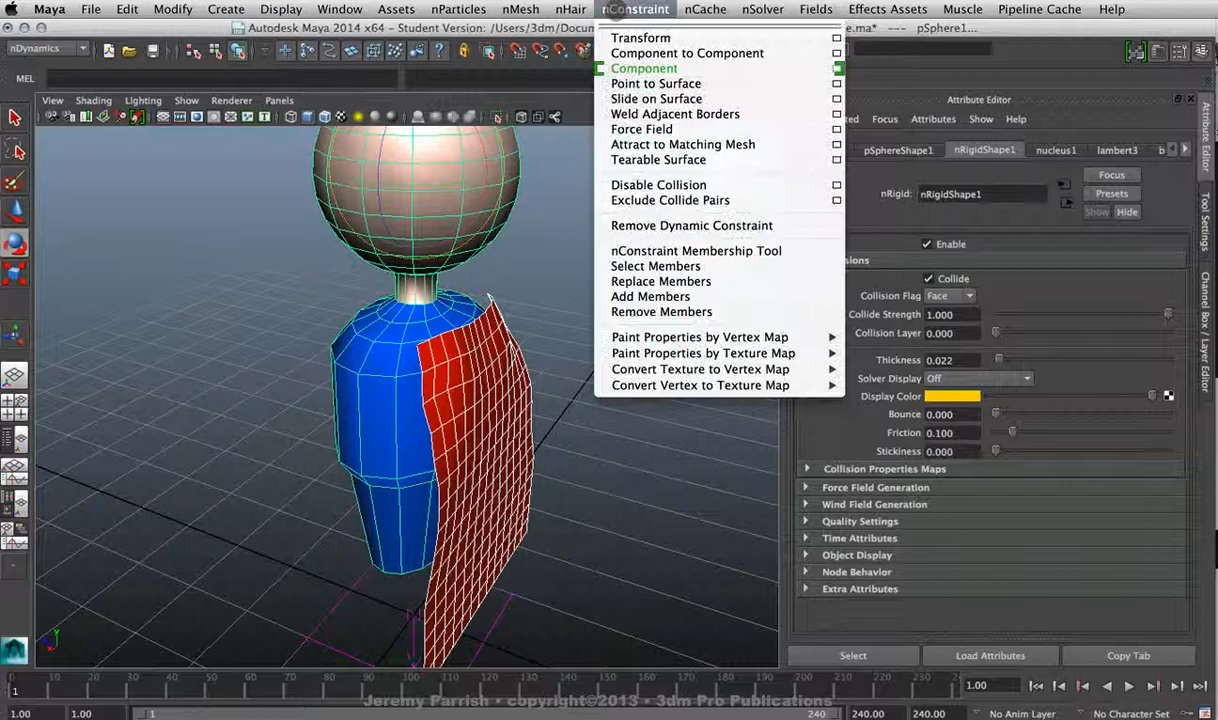 Maya File Edit Modify Create Display Window Assets nParticles nMesh nHair nConstraint nCache nSolver Fields Effects Assets Muscle Pipeline Cache Help
Autodesk Maya 2014 x64 - Student Version: /Users/3dm/Docu
e.ma* --- pSphere1...
nDynamics
MEL
View Shading Lighting Show Renderer Panels
Transform
Component to Component
Component
Point to Surface
Slide on Surface
Weld Adjacent Borders
Force Field
Attract to Matching Mesh
Tearable Surface
Disable Collision
Exclude Collide Pairs
Remove Dynamic Constraint
nConstraint Membership Tool
Select Members
Replace Members
Add Members
Remove Members
Paint Properties by Vertex Map
Paint Properties by Texture Map
Convert Texture to Vertex Map
Convert Vertex to Texture Map
Attribute Editor
Focus Attributes Show Help
pSphereShape1 nRigidShape1 nucleus1 lambert3 b
Focus
nRigid: nRigidShape1 Presets
Show Hide
Enable
Collide
Collision Flag Face
Collide Strength 1.000
Collision Layer 0.000
Thickness 0.022
Solver Display Off
Display Color
Bounce 0.000
Friction 0.100
Stickiness 0.000
Collision Properties Maps
Force Field Generation
Wind Field Generation
Quality Settings
Time Attributes
Object Display
Node Behavior
Extra Attributes
Select Load Attributes Copy Tab
Attribute Editor
Tool Settings
Channel Box / Layer Editor
y
1.00
1
Jeremy Parrish • copyright©2013 • 3dm Pro Publications
1.00 1.00 1 240 240.00 240.00 No Anim Layer No Character Set